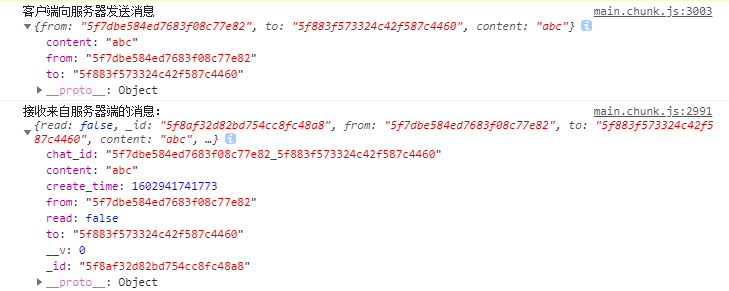 客户端向服务器发送消息 main.chunk.js:3003
▼{from: "5f7dbe584ed7683f08c77e82", to: "5f883f573324c42f587c4460", content: "abc"} i
content: "abc"
from: "5f7dbe584ed7683f08c77e82"
to: "5f883f573324c42f587c4460"
▶__proto__: Object
接收来自服务器端的消息: main.chunk.js:2991
{read: false, _id: "5f8af32d82bd754cc8fc48a8", from: "5f7dbe584ed7683f08c77e82", to: "5f883f573324c42f5
▼87c4460", content: "abc", …} i
chat_id: "5f7dbe584ed7683f08c77e82_5f883f573324c42f587c4460"
content: "abc"
create_time: 1602941741773
from: "5f7dbe584ed7683f08c77e82"
read: false
to: "5f883f573324c42f587c4460"
__v: 0
_id: "5f8af32d82bd754cc8fc48a8"
▶__proto__: Object